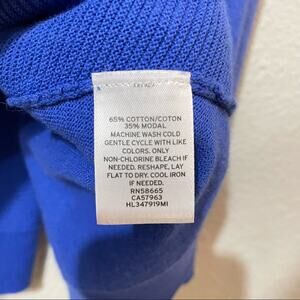 65% COTTON/COTON
35% MODAL
MACHINE WASH COLD
GENTLE CYCLE WITH LIKE
COLORS. ONLY
NON-CHLORINE BLEACH IF
NEEDED. RESHAPE, LAY
FLAT TO DRY. COOL IRON
IF NEEDED.
RN58665
CA57963
HL347919MI